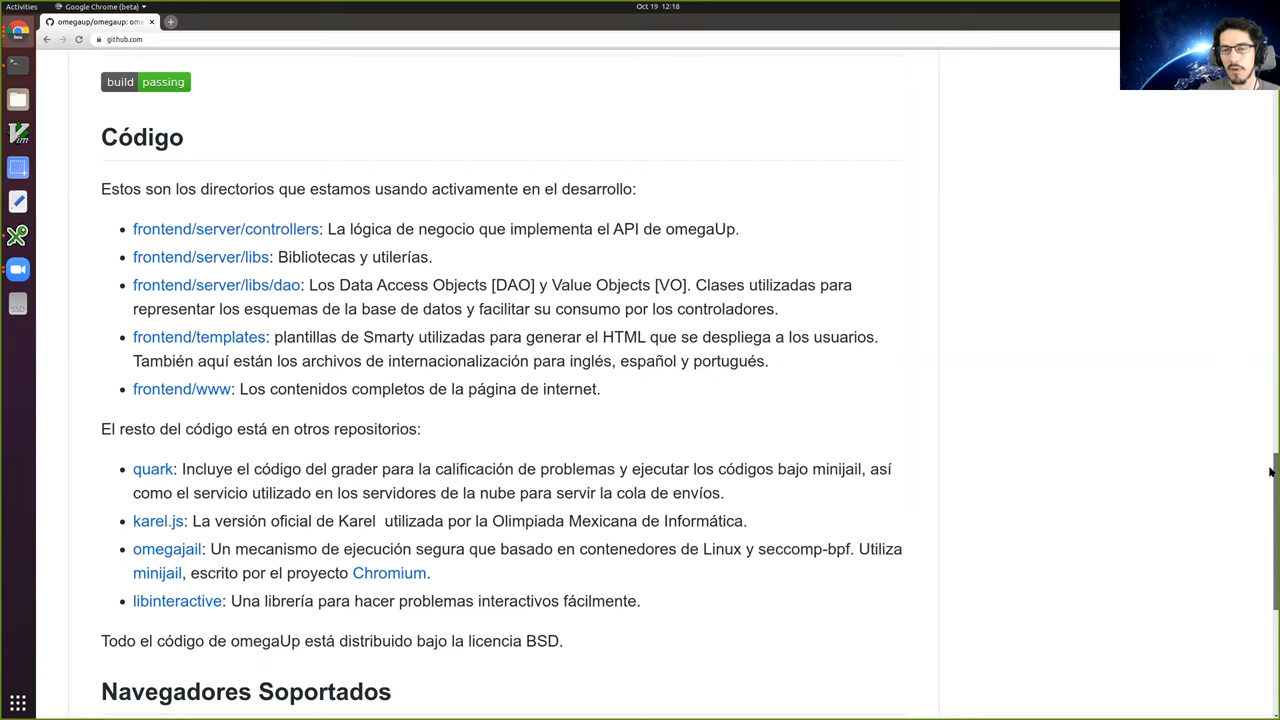 Activities
Google Chrome (beta)
Oct 19 12:18
omegaup/omegaup: ome
github.com
build passing
Código
Estos son los directorios que estamos usando activamente en el desarrollo:
frontend/server/controllers: La lógica de negocio que implementa el API de omegaUp.
frontend/server/libs: Bibliotecas y utilerías.
frontend/server/libs/dao: Los Data Access Objects [DAO] y Value Objects [VO]. Clases utilizadas para
representar los esquemas de la base de datos y facilitar su consumo por los controladores.
frontend/templates: plantillas de Smarty utilizadas para generar el HTML que se despliega a los usuarios.
También aquí están los archivos de internacionalización para inglés, español y portugués.
frontend/www: Los contenidos completos de la página de internet.
El resto del código está en otros repositorios:
quark: Incluye el código del grader para la calificación de problemas y ejecutar los códigos bajo minijail, así
como el servicio utilizado en los servidores de la nube para servir la cola de envíos.
karel.js: La versión oficial de Karel utilizada por la Olimpiada Mexicana de Informática.
omegajail: Un mecanismo de ejecución segura que basado en contenedores de Linux y seccomp-bpf. Utiliza
minijail, escrito por el proyecto Chromium.
libinteractive: Una librería para hacer problemas interactivos fácilmente.
Todo el código de omegaUp está distribuido bajo la licencia BSD.
Navegadores Soportados
SSD